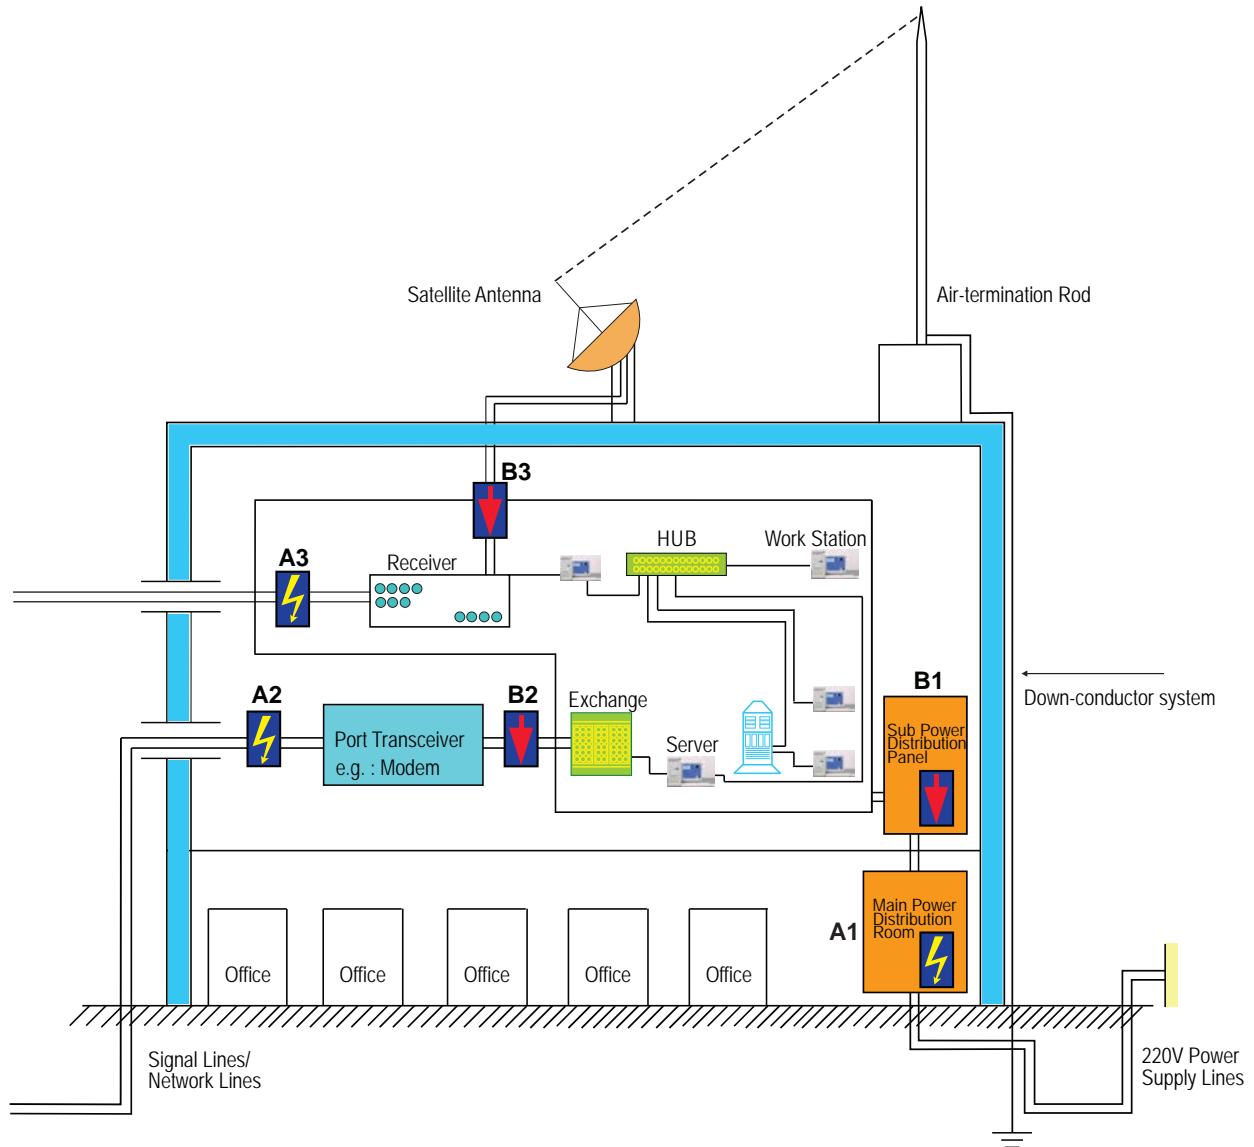 Satellite Antenna
Air-termination Rod
B3
HUB
Work Station
A3
Receiver
B1
Down-conductor system
A2
B2
Exchange
Port Transceiver
e.g. : Modem
Server
Sub Power
Distribution
Panel
A1
Main Power
Distribution
Room
Office
Office
Office
Office
Office
Signal Lines/
Network Lines
220V Power
Supply Lines